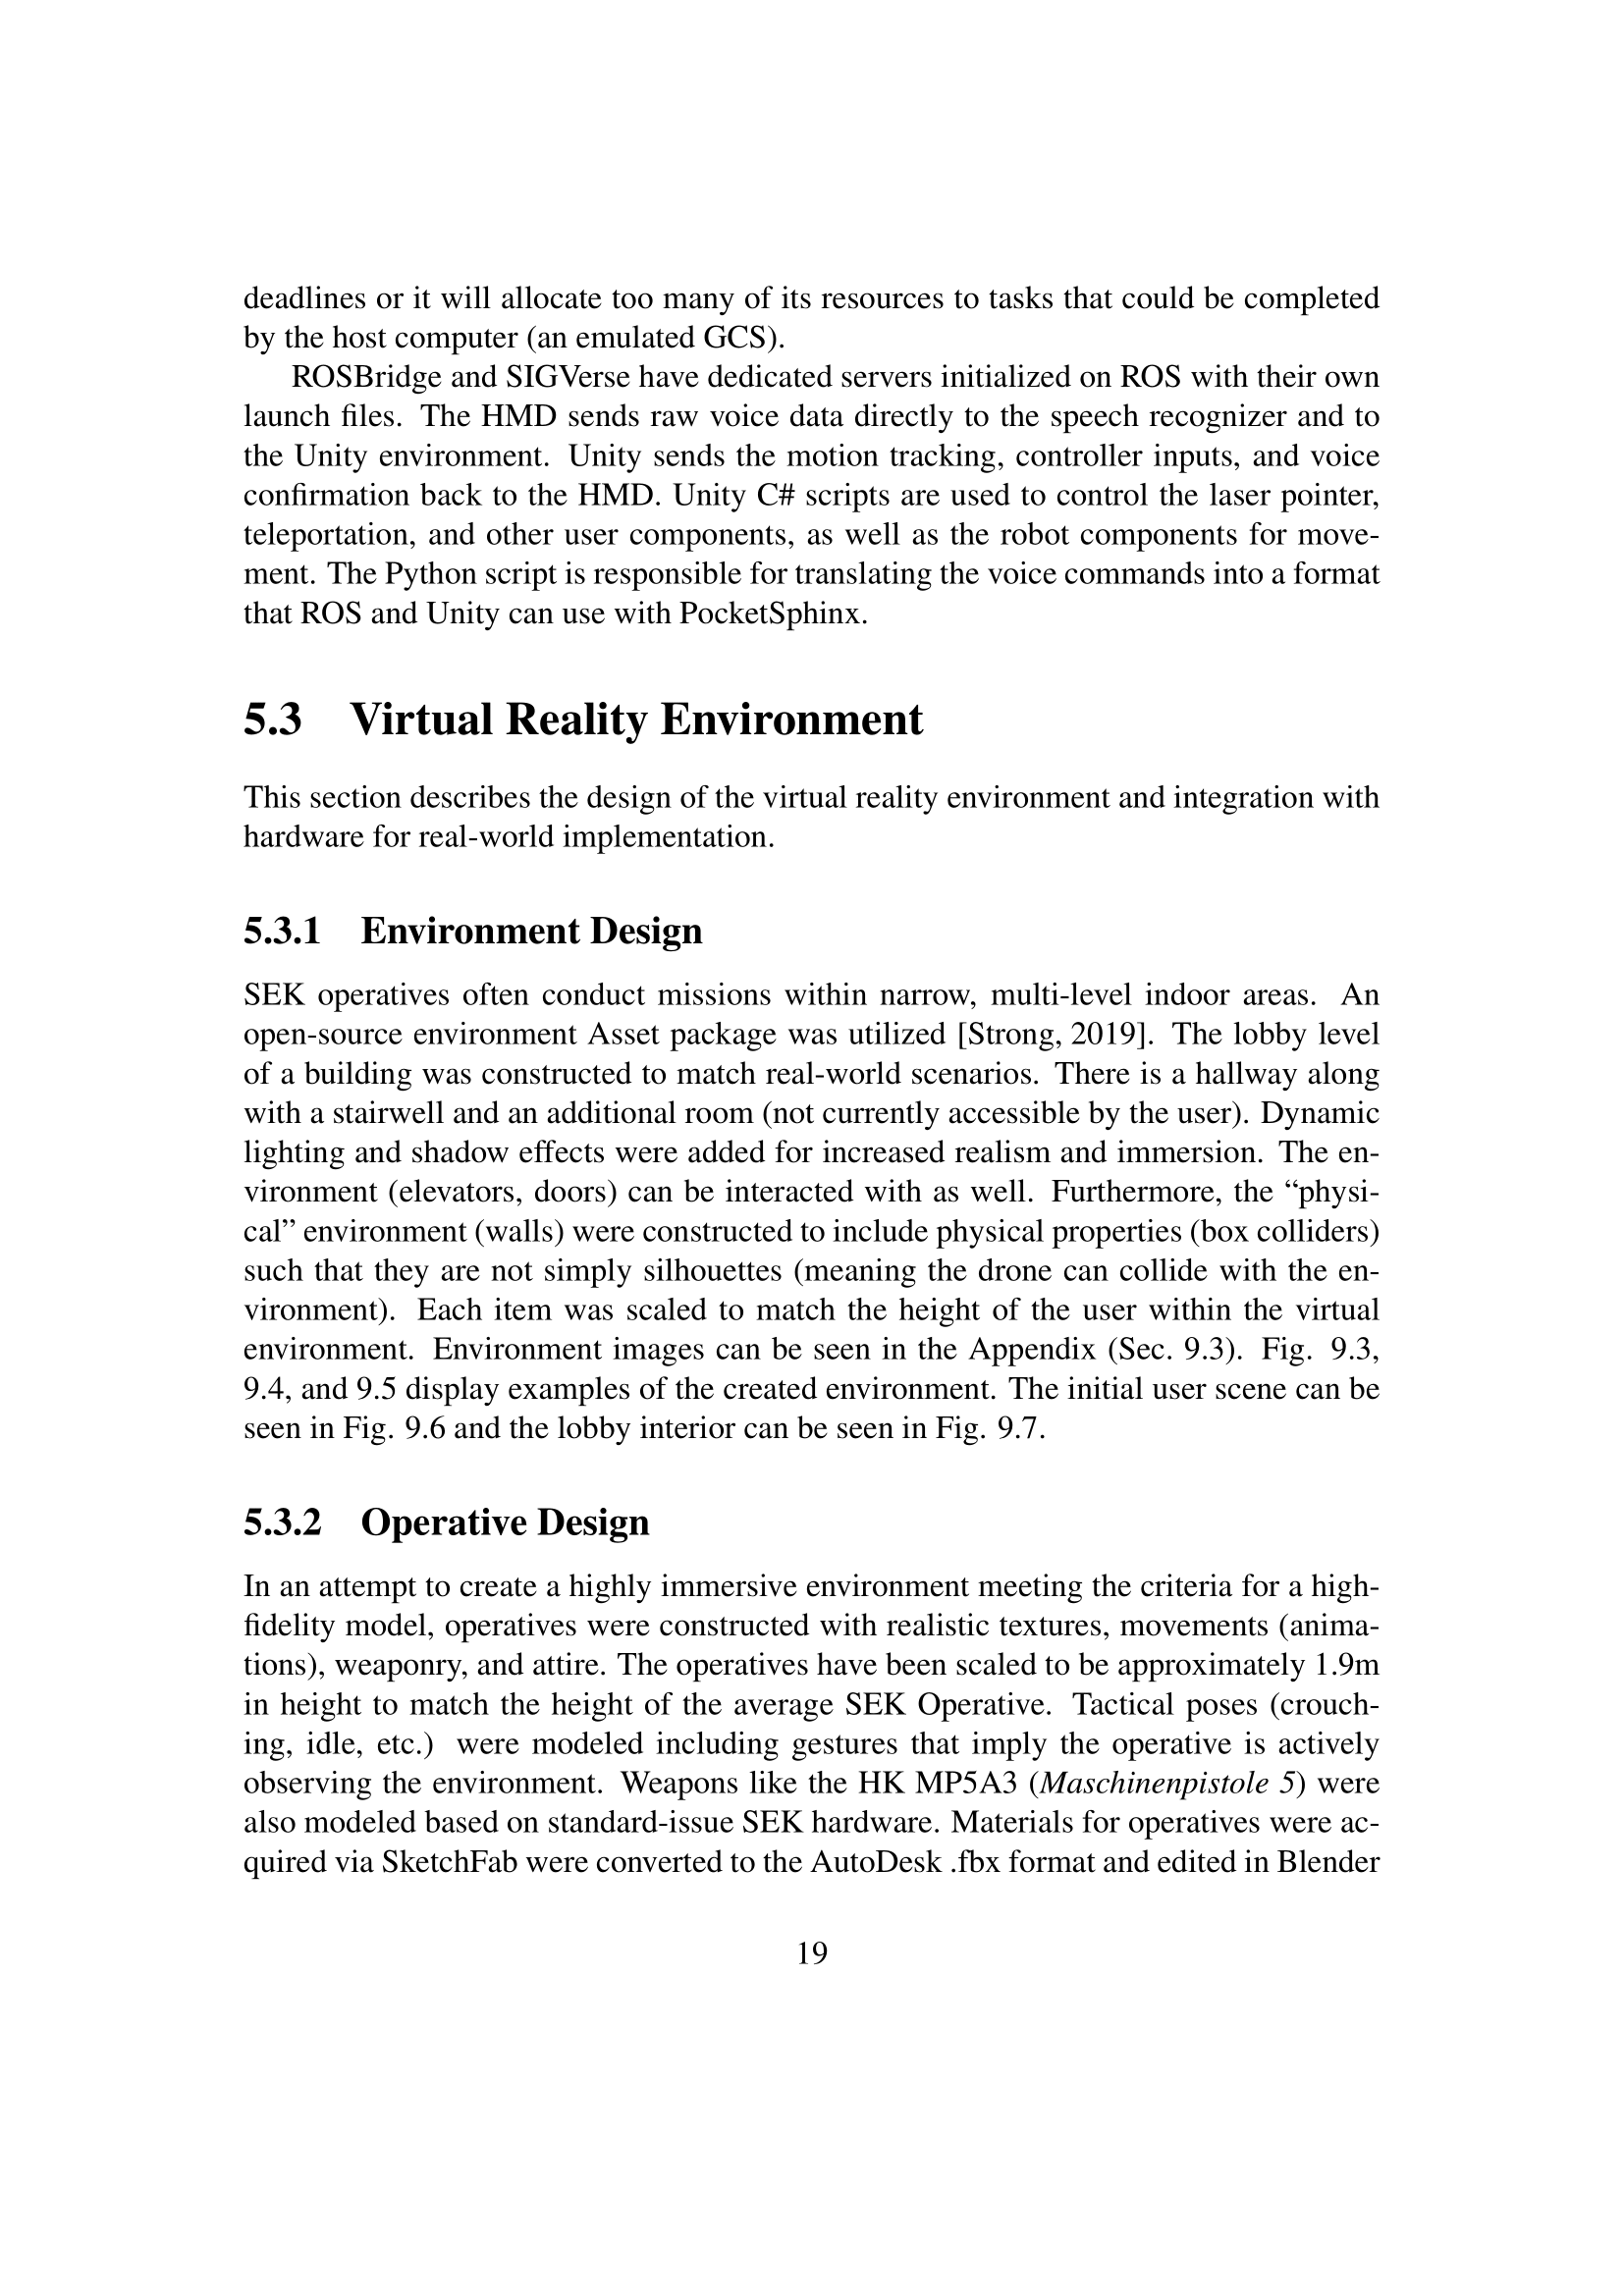 deadlines or it will allocate too many of its resources to tasks that could be completed
by the host computer (an emulated GCS).
ROSBridge and SIGVerse have dedicated servers initialized on ROS with their own
launch files. The HMD sends raw voice data directly to the speech recognizer and to
the Unity environment. Unity sends the motion tracking, controller inputs, and voice
confirmation back to the HMD. Unity C# scripts are used to control the laser pointer,
teleportation, and other user components, as well as the robot components for move-
ment. The Python script is responsible for translating the voice commands into a format
that ROS and Unity can use with PocketSphinx.
5.3 Virtual Reality Environment
This section describes the design of the virtual reality environment and integration with
hardware for real-world implementation.
5.3.1 Environment Design
SEK operatives often conduct missions within narrow, multi-level indoor areas. An
open-source environment Asset package was utilized [Strong, 2019]. The lobby level
of a building was constructed to match real-world scenarios. There is a hallway along
with a stairwell and an additional room (not currently accessible by the user). Dynamic
lighting and shadow effects were added for increased realism and immersion. The en-
vironment (elevators, doors) can be interacted with as well. Furthermore, the “physi-
cal” environment (walls) were constructed to include physical properties (box colliders)
such that they are not simply silhouettes (meaning the drone can collide with the en-
vironment). Each item was scaled to match the height of the user within the virtual
environment. Environment images can be seen in the Appendix (Sec. 9.3). Fig. 9.3,
9.4, and 9.5 display examples of the created environment. The initial user scene can be
seen in Fig. 9.6 and the lobby interior can be seen in Fig. 9.7.
5.3.2 Operative Design
In an attempt to create a highly immersive environment meeting the criteria for a high-
fidelity model, operatives were constructed with realistic textures, movements (anima-
tions), weaponry, and attire. The operatives have been scaled to be approximately 1.9m
in height to match the height of the average SEK Operative. Tactical poses (crouch-
ing, idle, etc.) were modeled including gestures that imply the operative is actively
observing the environment. Weapons like the HK MP5A3 (Maschinenpistole 5) were
also modeled based on standard-issue SEK hardware. Materials for operatives were ac-
quired via SketchFab were converted to the AutoDesk .fbx format and edited in Blender
19